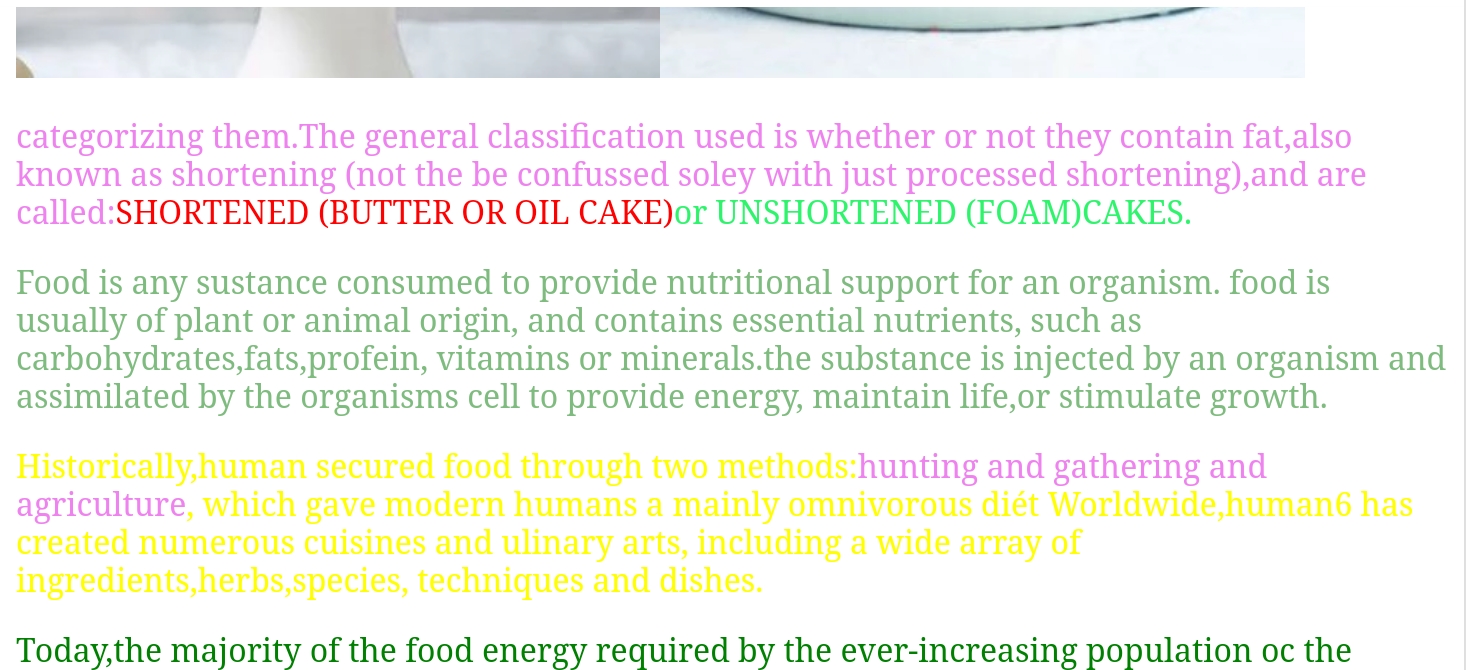 categorizing them.The general classification used is whether or not they contain fat,also
known as shortening (not the be confussed soley with just processed shortening),and are
called:SHORTENED (BUTTER OR OIL CAKE)or UNSHORTENED (FOAM)CAKES.
Food is any sustance consumed to provide nutritional support for an organism. food is
usually of plant or animal origin, and contains essential nutrients, such as
carbohydrates,fats,profein, vitamins or minerals.the substance is injected by an organism and
assimilated by the organisms cell to provide energy, maintain life,or stimulate growth.
Historically,human secured food through two methods:hunting and gathering and
agriculture, which gave modern humans a mainly omnivorous diét Worldwide,human6 has
created numerous cuisines and ulinary arts, including a wide array of
ingredients,herbs,species, techniques and dishes.
Today,the majority of the food energy required by the ever-increasing population oc the